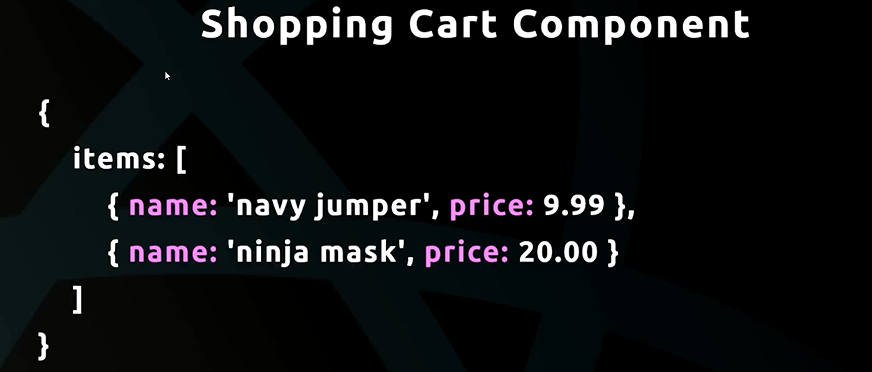 Shopping Cart Component
{
items: [
{ name: 'navy jumper', price: 9.99 },
{ name: 'ninja mask', price: 20.00 }
]
}